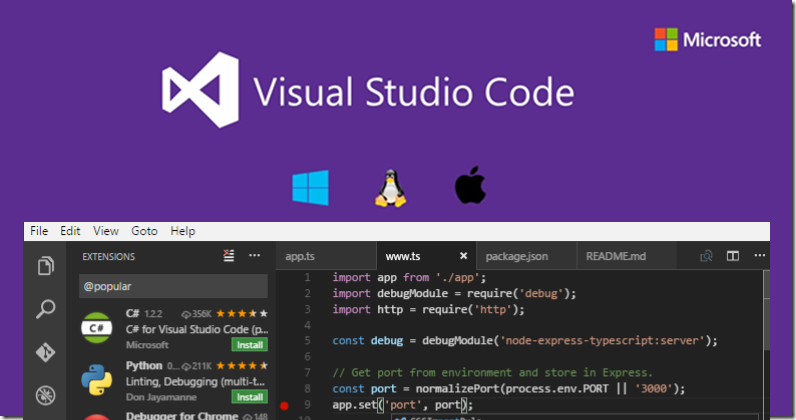 Microsoft
Visual Studio Code
File Edit View Goto Help
EXTENSIONS ...
app.ts www.ts × package.json README.md ...
@popular
C# 1.2.2 356K
C# for Visual Studio Code (p...
Microsoft Install
Python 0... 211K
Linting, Debugging (multi-t...
Don Jayamanne Install
Debugger for Chrome 148
1 import app from './app';
2 import debugModule = require('debug');
3 import http = require('http');
4
5 const debug = debugModule('node-express-typescript:server');
6
7 // Get port from environment and store in Express.
8 const port = normalizePort(process.env.PORT || '3000');
9 app.set('port', port);
10